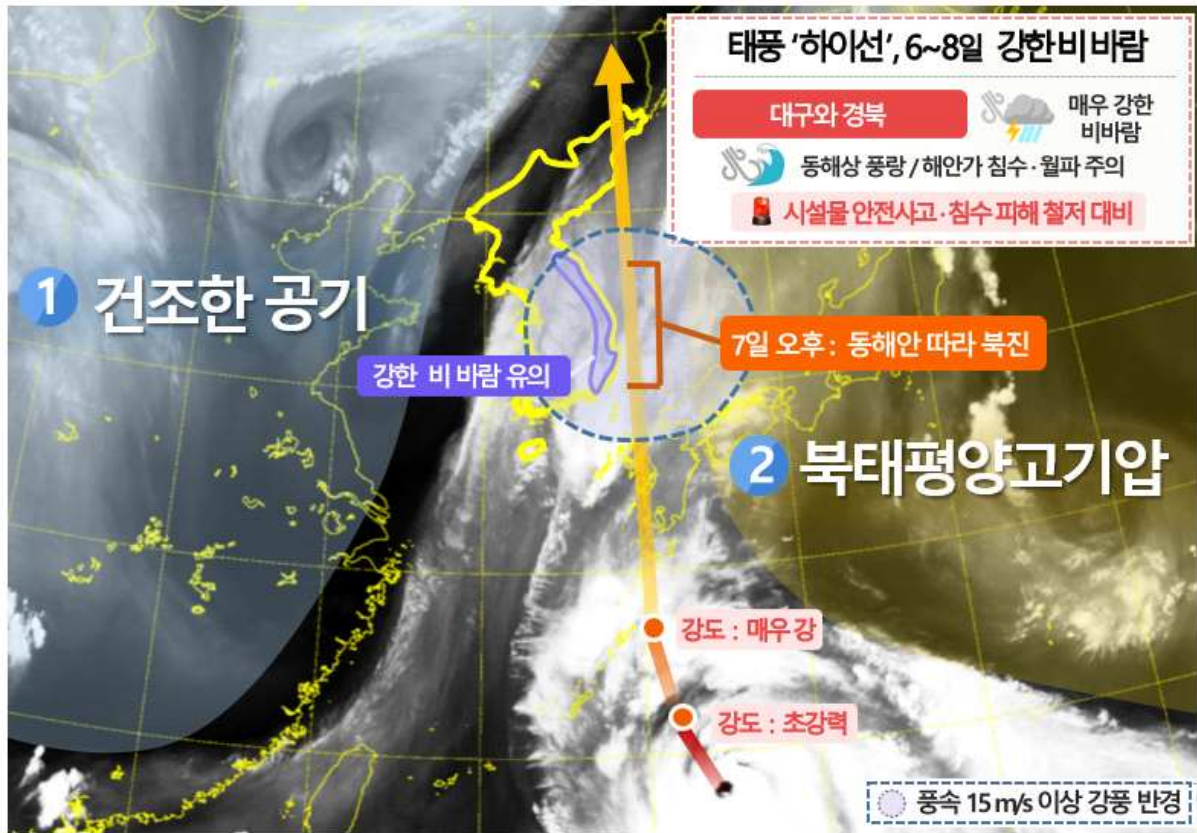 태풍 '하이선', 6~8일 강한 비 바람
대구와 경북
매우 강한
비바람
동해상 풍랑 / 해안가 침수·월파 주의
시설물 안전사고·침수 피해 철저 대비
1 건조한 공기
7일 오후 : 동해안 따라 북진
강한 비 바람 유의
2 북태평양고기압
강도 : 매우 강
강도 : 초강력
풍속 15 m/s 이상 강풍 반경